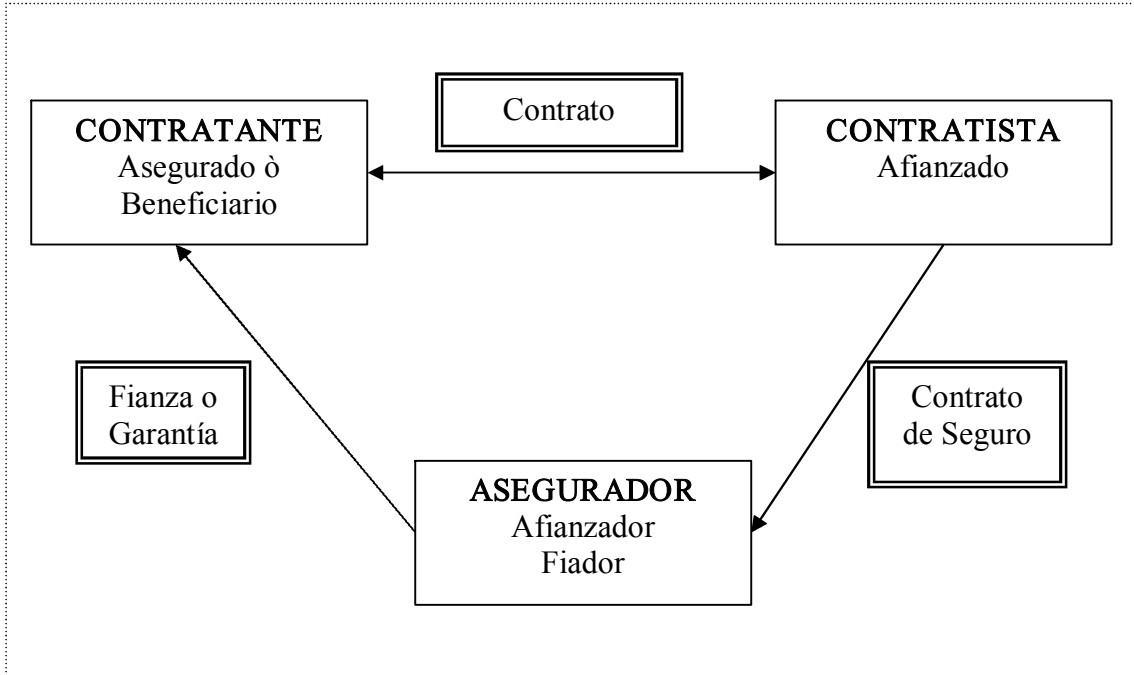 Contrato
CONTRATANTE
Asegurado ò
Beneficiario
CONTRATISTA
Afianzado
Fianza o
Garantía
Contrato
de Seguro
ASEGURADOR
Afianzador
Fiador